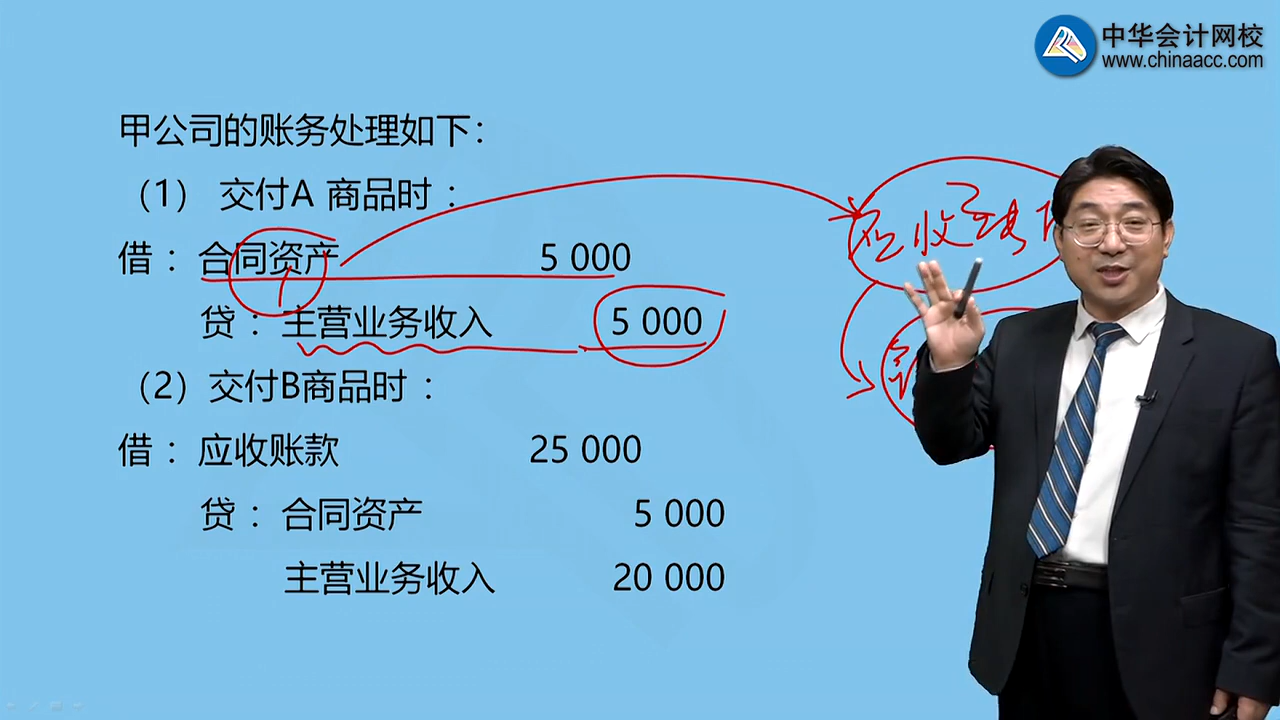 中华会计网校
www.chinaacc.com
甲公司的账务处理如下：
（1） 交付A 商品时：
借：合同资产 5 000
贷：主营业务收入 5 000
（2）交付B商品时：
借：应收账款 25 000
贷：合同资产 5 000
主营业务收入 20 000
应收